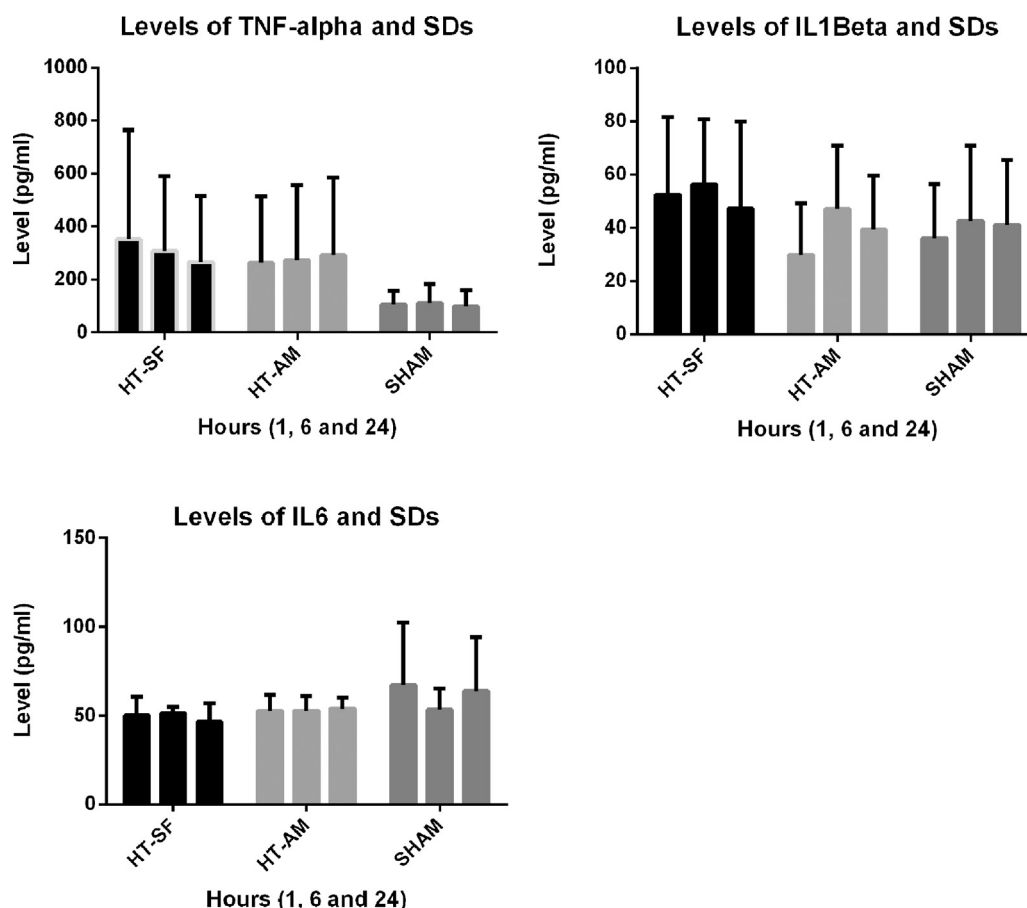 Levels of TNF-alpha and SDs
Level (pg/ml)
1000
800
600
400
200
0
HT-SF
HT-AM
SHAM
Hours (1, 6 and 24)
Levels of IL1Beta and SDs
Level (pg/ml)
100
80
60
40
20
0
HT-SF
HT-AM
SHAM
Hours (1, 6 and 24)
Levels of IL6 and SDs
Level (pg/ml)
150
100
50
0
HT-SF
HT-AM
SHAM
Hours (1, 6 and 24)